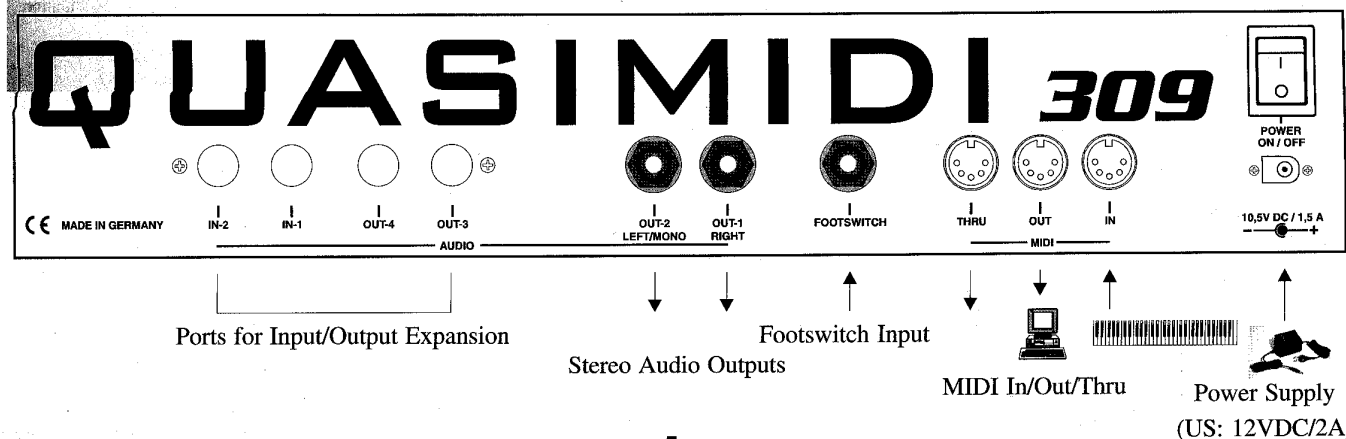 QUASIMIDI 309
POWER
ON / OFF
CE MADE IN GERMANY
IN-2
IN-1
OUT-4
OUT-3
OUT-2
LEFT/MONO
OUT-1
RIGHT
FOOTSWITCH
THRU
OUT
IN
10,5V DC / 1,5 A
- +
AUDIO
MIDI
Ports for Input/Output Expansion
Stereo Audio Outputs
Footswitch Input
MIDI In/Out/Thru
Power Supply
(US: 12VDC/2A